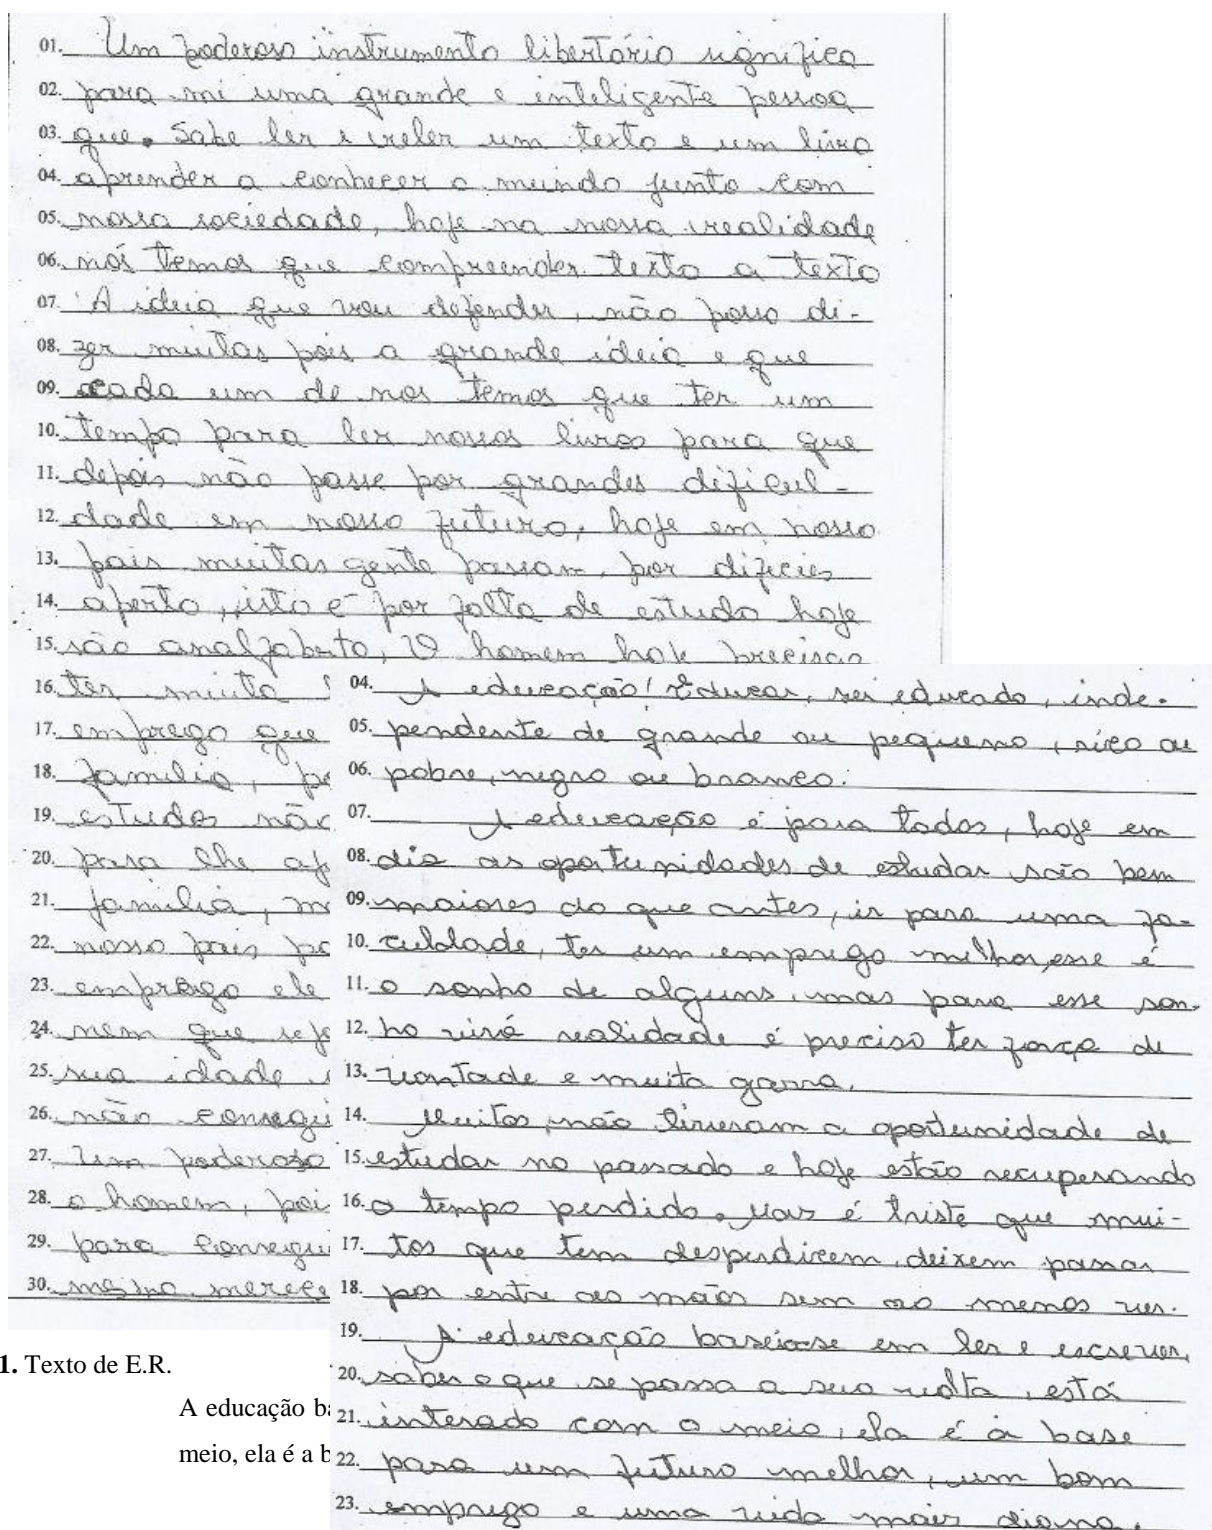 01. Um poderoso instrumento libertário significa
02. para mi uma grande e inteligente pessoa
03. que. Sabe ler e reler um texto e um livro
04. aprender a conhecer o mundo junto com
05. nossa sociedade, hoje na nossa realidade
06. nós temos que compreender texto a texto
07. A ideia que vou defender, não posso di-
08. zer muitas pois a grande ideia e que
09. cada um de nos temos que ter um
10. tempo para ler nossos livros para que
11. depois não passe por grandes dificul-
12. dade em nosso futuro, hoje em nosso
13. pais muitas gente passam, por dificies
14. aperto, isto é por falta de estudo hoje
15. são analfabeto, O homem hoje precisao
16. ter muita
17. emprego que
18. familia, pe
19. estudos não
20. para lhe af
21. familia, m
22. nosso pais, po
23. emprego ele
24. nem que sej
25. sua idade
26. não consegui
27. Um poderoso
28. o homem, poi
29. para consegui
30. mesmo merece
04. A educação! Educar, ser educado, inde-
05. pendente de grande ou pequeno, rico ou
06. pobre, negro ou branco.
07. A educação é para todos, hoje em
08. dia as oportunidades de estudar são bem
09. maiores do que antes, ir para uma fa-
10. culdade, ter um emprego melhor, esse é
11. o sonho de alguns, mas para esse son-
12. ho virá realidade é preciso ter força de
13. vontade e muita garra.
14. Muitos, não tiveram a oportunidade de
15. estudar no passado e hoje estão recuperando
16. o tempo perdido. Mas é triste que mui-
17. tos que tem despérdicem, deixem passar
18. por entre as mãos sem ao menos ver.
19. A educação baseia-se em ler e escrever,
20. saber o que se passa a sua volta, está
21. interado com o meio, ela é a base
22. para um futuro melhor, um bom
23. emprego e uma vida mais digna.
1. Texto de E.R.
A educação ba
meio, ela é a b